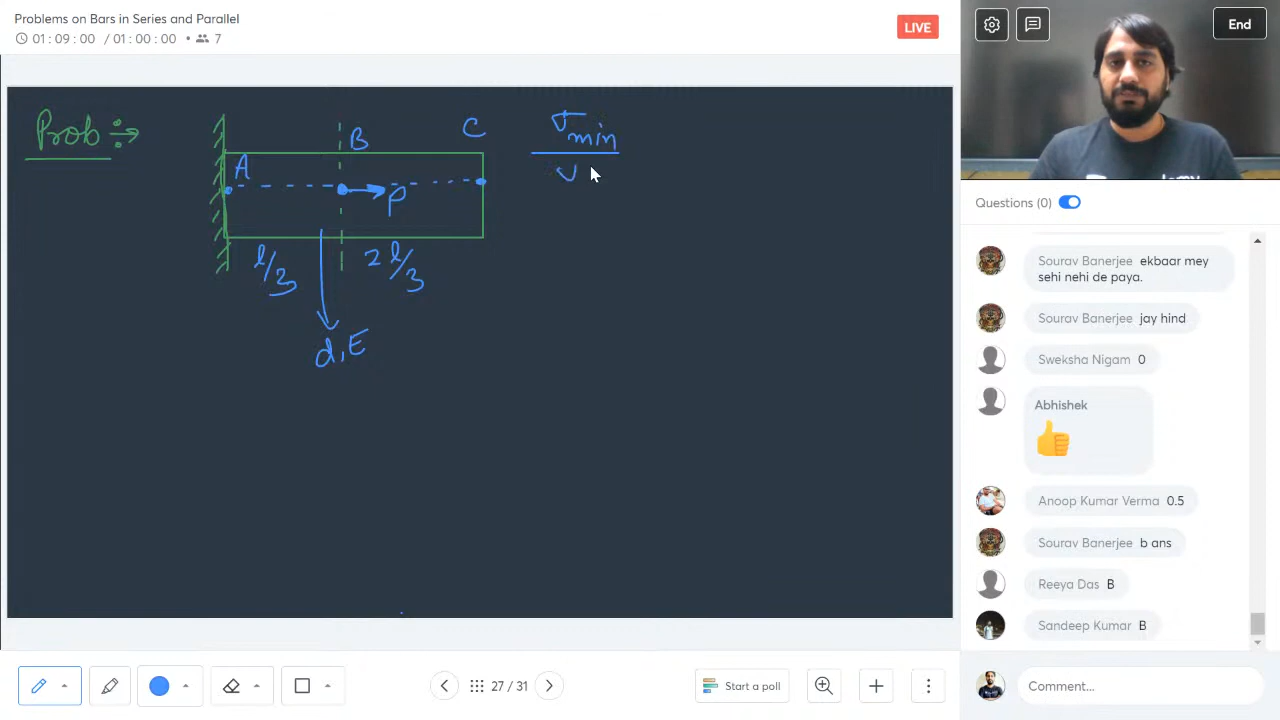 Problems on Bars in Series and Parallel
01 : 09 : 00 / 01 : 00 : 00 • 7
LIVE
End
Prob :→
A
B
C
P
l/3
2 l/3
d, E
σmin
Questions (0)
Sourav Banerjee ekbaar mey
sehi nehi de paya.
Sourav Banerjee jay hind
Sweksha Nigam 0
Abhishek
Anoop Kumar Verma 0.5
Sourav Banerjee b ans
Reeya Das B
Sandeep Kumar B
27 / 31
Start a poll
Comment...